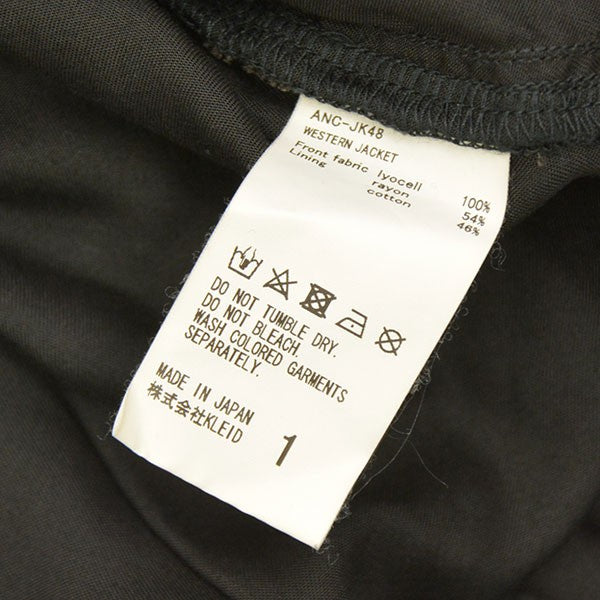 ANC-JK48
WESTERN JACKET
Front fabric lyocell 100%
Lining rayon 54%
cotton 46%
DO NOT TUMBLE DRY.
DO NOT BLEACH.
WASH COLORED GARMENTS
SEPARATELY.
MADE IN JAPAN
株式会社KLEID
1